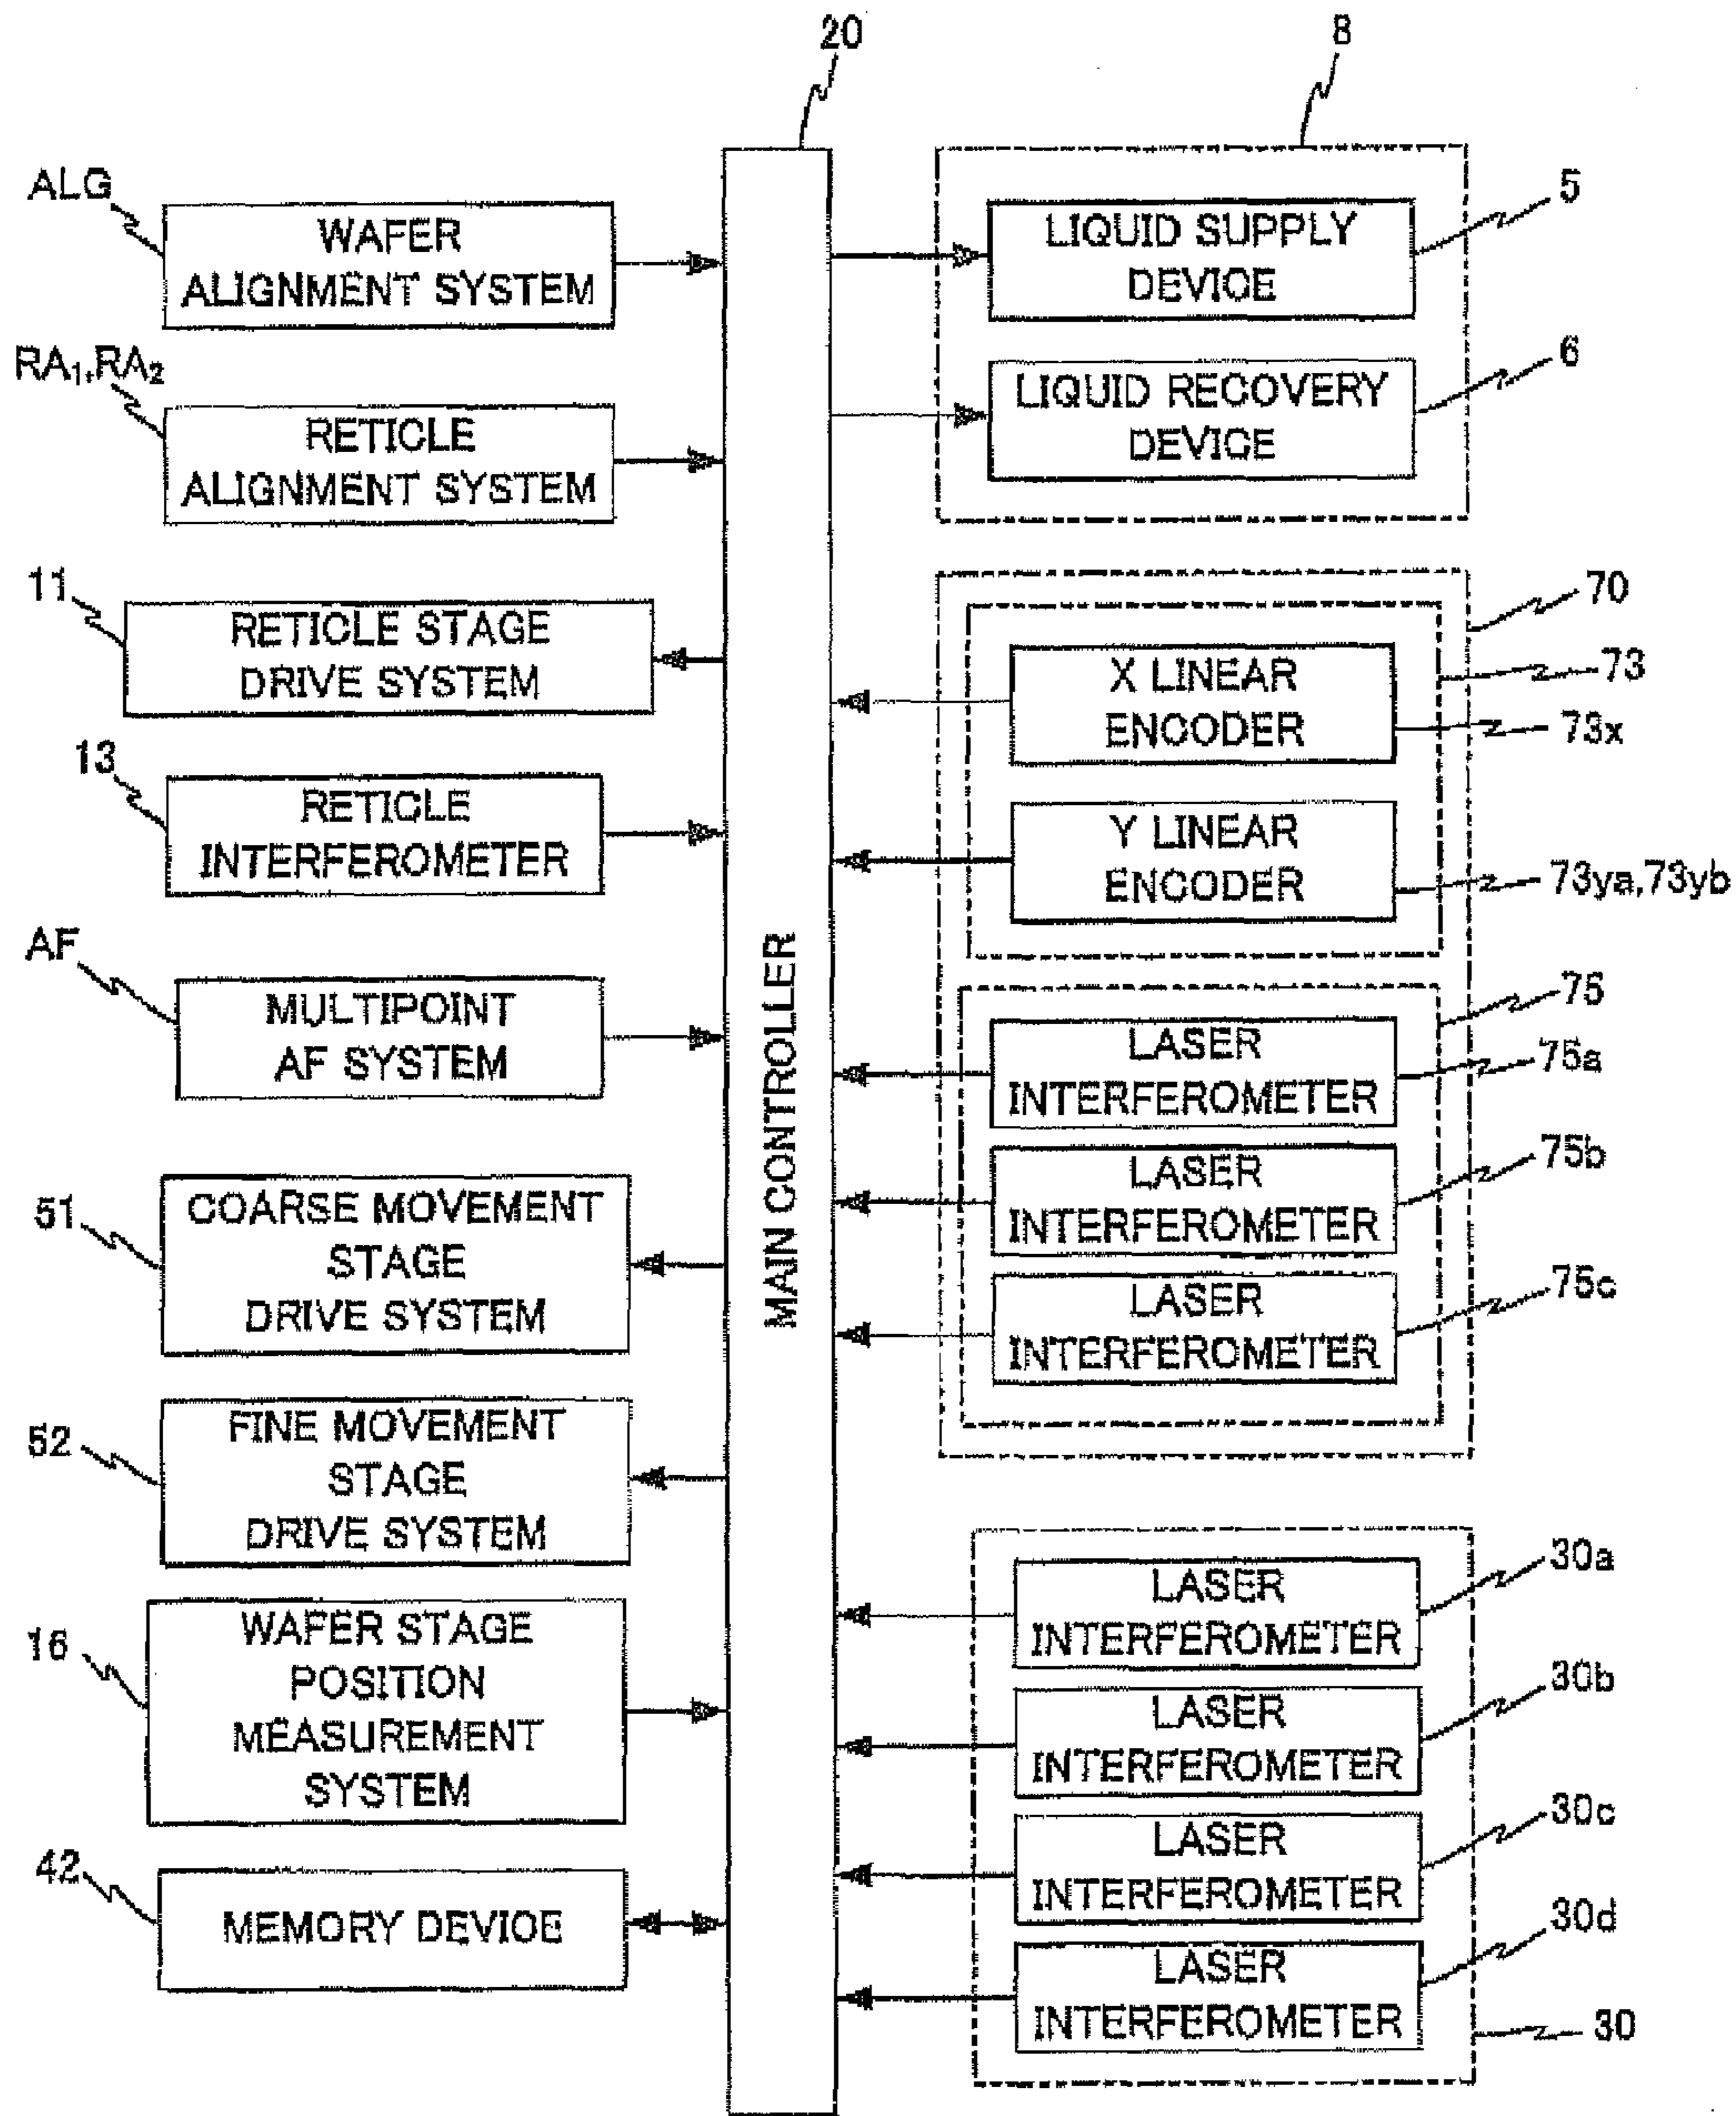 20
8
ALG
WAFER
ALIGNMENT SYSTEM
RA1,RA2
RETICLE
ALIGNMENT SYSTEM
11
RETICLE STAGE
DRIVE SYSTEM
13
RETICLE
INTERFEROMETER
AF
MULTIPOINT
AF SYSTEM
51
COARSE MOVEMENT
STAGE
DRIVE SYSTEM
52
FINE MOVEMENT
STAGE
DRIVE SYSTEM
16
WAFER STAGE
POSITION
MEASUREMENT
SYSTEM
42
MEMORY DEVICE
MAIN CONTROLLER
LIQUID SUPPLY
DEVICE
5
LIQUID RECOVERY
DEVICE
6
70
73
X LINEAR
ENCODER
73x
Y LINEAR
ENCODER
73ya,73yb
75
LASER
INTERFEROMETER
75a
LASER
INTERFEROMETER
75b
LASER
INTERFEROMETER
75c
LASER
INTERFEROMETER
30a
LASER
INTERFEROMETER
30b
LASER
INTERFEROMETER
30c
LASER
INTERFEROMETER
30d
30